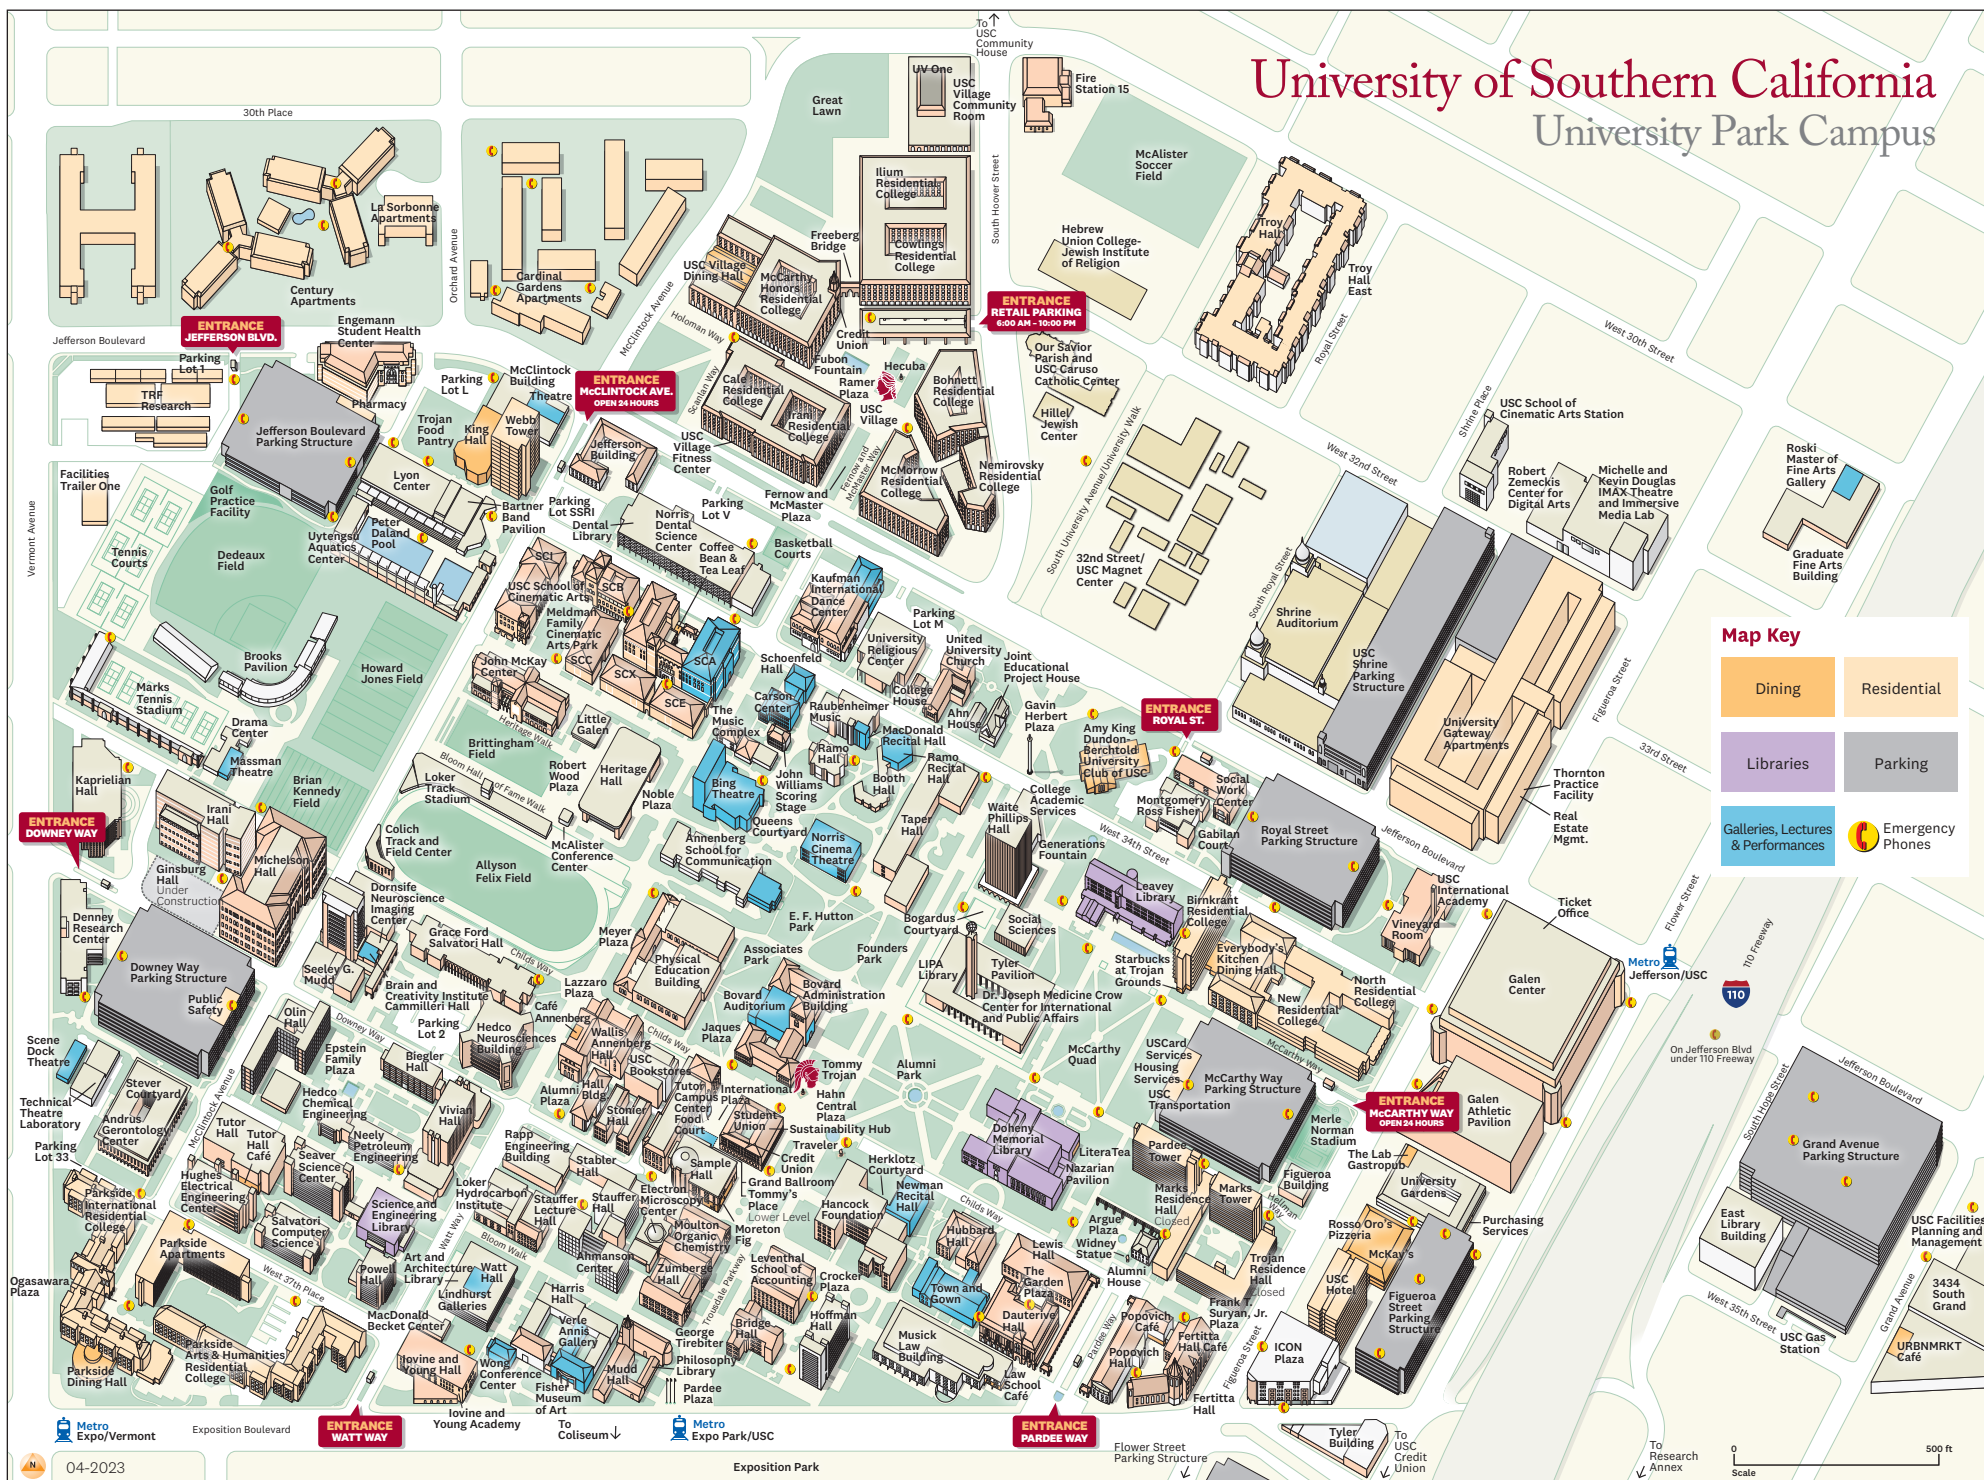 University of Southern California
University Park Campus
To ↑
USC
Community
House
30th Place
Great
Lawn
UV One
USC
Village
Community
Room
Fire
Station 15
McAlister
Soccer
Field
La Sorbonne
Apartments
Century
Apartments
Orchard Avenue
Cardinal
Gardens
Apartments
McClintock Avenue
Ilium
Residential
College
Cowlings
Residential
College
Freeberg
Bridge
USC Village
Dining Hall
McCarthy
Honors
Residential
College
South Hoover Street
Hebrew
Union College-
Jewish Institute
of Religion
Troy
Hall
Troy
Hall
East
Royal Street
West 30th Street
ENTRANCE
RETAIL PARKING
6:00 AM – 10:00 PM
ENTRANCE
JEFFERSON BLVD.
Jefferson Boulevard
Engemann
Student Health
Center
Pharmacy
Parking
Lot 1
TRF
Research
Jefferson Boulevard
Parking Structure
Parking
Lot L
McClintock
Building
Theatre
Trojan
Food
Pantry
King
Hall
Webb
Tower
ENTRANCE
McCLINTOCK AVE.
OPEN 24 HOURS
Jefferson
Building
Holoman Way
Scanlan Way
Credit
Union
Fubon
Fountain
Ramer
Plaza
Hecuba
USC
Village
Cale
Residential
College
Irani
Residential
College
Bohnett
Residential
College
USC
Village
Fitness
Center
Fernow and
McMaster Way
McMorrow
Residential
College
Nemirovsky
Residential
College
Fernow and
McMaster
Plaza
Our Savior
Parish and
USC Caruso
Catholic Center
Hillel
Jewish
Center
South University Avenue/University Walk
32nd Street/
USC Magnet
Center
West 32nd Street
Shrine Place
USC School of
Cinematic Arts Station
Robert
Zemeckis
Center for
Digital Arts
Michelle and
Kevin Douglas
IMAX Theatre
and Immersive
Media Lab
Roski
Master of
Fine Arts
Gallery
Graduate
Fine Arts
Building
Facilities
Trailer One
Vermont Avenue
Golf
Practice
Facility
Tennis
Courts
Dedeaux
Field
Lyon
Center
Bartner
Band
Pavilion
Peter
Daland
Pool
Uytengsu
Aquatics
Center
Parking
Lot SSRI
Dental
Library
Norris
Dental
Science
Center
Parking
Lot V
Coffee
Bean &
Tea Leaf
Basketball
Courts
SCI
USC School of
Cinematic Arts
SCB
Meldman
Family
Cinematic
Arts Park
SCC
SCX
SCA
SCE
Kaufman
International
Dance
Center
Parking
Lot M
University
Religious
Center
United
University
Church
Joint
Educational
Project House
College
House
Ahn
House
South Royal Street
Shrine
Auditorium
USC
Shrine
Parking
Structure
University
Gateway
Apartments
Figueroa Street
33rd Street
Thornton
Practice
Facility
Real
Estate
Mgmt.
Map Key
Dining
Residential
Libraries
Parking
Galleries, Lectures
& Performances
Emergency
Phones
Brooks
Pavilion
Howard
Jones Field
Marks
Tennis
Stadium
Drama
Center
Massman
Theatre
Brian
Kennedy
Field
John McKay
Center
Heritage Walk
Brittingham
Field
Little
Galen
Bloom Hall of Fame Walk
Loker
Track
Stadium
Robert
Wood
Plaza
Heritage
Hall
Noble
Plaza
McAlister
Conference
Center
Schoenfeld
Hall
Carson
Center
The
Music
Complex
Raubenheimer
Music
MacDonald
Recital Hall
Ramo
Hall
Booth
Hall
Ramo
Recital
Hall
Bing
Theatre
John
Williams
Scoring
Stage
Queens
Courtyard
Norris
Cinema
Theatre
Taper
Hall
Gavin
Herbert
Plaza
Amy King
Dundon-
Berchtold
University
Club of USC
ENTRANCE
ROYAL ST.
College
Academic
Services
Waite
Phillips
Hall
Generations
Fountain
West 34th Street
Montgomery
Ross Fisher
Social
Work
Center
Gabilan
Court
Royal Street
Parking Structure
Jefferson Boulevard
Kaprielian
Hall
ENTRANCE
DOWNEY WAY
Irani
Hall
Michelson
Hall
Ginsburg
Hall
Under
Construction
Colich
Track and
Field Center
Allyson
Felix Field
Dornsife
Neuroscience
Imaging
Center
Annenberg
School for
Communication
Denney
Research
Center
Downey Way
Parking Structure
Public
Safety
Seeley G.
Mudd
Grace Ford
Salvatori Hall
Childs Way
Brain and
Creativity Institute
Cammilleri Hall
Meyer
Plaza
Physical
Education
Building
Lazzaro
Plaza
E. F. Hutton
Park
Associates
Park
Founders
Park
Bogardus
Courtyard
Social
Sciences
LIPA
Library
Tyler
Pavilion
Dr. Joseph Medicine Crow
Center for International
and Public Affairs
Leavey
Library
Birnkrant
Residential
College
Starbucks
at Trojan
Grounds
Everybody's
Kitchen
Dining Hall
New
Residential
College
North
Residential
College
USC
International
Academy
Vineyard
Room
Ticket
Office
Galen
Center
Flower Street
Metro
Jefferson/USC
110 Freeway
110
On Jefferson Blvd
under 110 Freeway
Scene
Dock
Theatre
Technical
Theatre
Laboratory
Parking
Lot 33
Stever
Courtyard
Andrus
Gerontology
Center
McClintock Avenue
Olin
Hall
Downey Way
Epstein
Family
Plaza
Parking
Lot 2
Biegler
Hall
Hedco
Neurosciences
Building
Café
Annenberg
Wallis
Annenberg
Hall
Childs Way
USC
Bookstores
Bovard
Auditorium
Bovard
Administration
Building
Jaques
Plaza
Tommy
Trojan
Hahn
Central
Plaza
Alumni
Park
McCarthy
Quad
USCard
Services
Housing
Services
USC
Transportation
McCarthy Way
McCarthy Way
Parking Structure
ENTRANCE
McCARTHY WAY
OPEN 24 HOURS
Galen
Athletic
Pavilion
Merle
Norman
Stadium
Hedco
Chemical
Engineering
Tutor
Hall
Tutor
Hall
Café
Neely
Petroleum
Engineering
Vivian
Hall
Alumni
Plaza
Hall
Bldg.
Stonier
Hall
Tutor
Campus
Center
Food
Court
International
Plaza
Student
Union
Sustainability Hub
Traveler
Credit
Union
Grand Ballroom
Tommy's
Place
Lower Level
Sample
Hall
Rapp
Engineering
Building
Stabler
Hall
Seaver
Science
Center
Hughes
Electrical
Engineering
Center
Parkside
International
Residential
College
Science and
Engineering
Library
Loker
Hydrocarbon
Institute
Stauffer
Lecture
Hall
Stauffer
Hall
Electron
Microscopy
Center
Moulton
Organic
Chemistry
Moreton
Fig
Hancock
Foundation
Herklotz
Courtyard
Newman
Recital
Hall
Doheny
Memorial
Library
LiteraTea
Nazarian
Pavilion
Pardee
Tower
Marks
Residence
Hall
Closed
Marks
Tower
Figueroa
Building
Hellman
Way
The Lab
Gastropub
University
Gardens
Purchasing
Services
Rosso Oro's
Pizzeria
McKay's
USC
Hotel
Figueroa
Street
Parking
Structure
South Hope Street
Jefferson Boulevard
Grand Avenue
Parking Structure
East
Library
Building
West 35th Street
USC Gas
Station
Grand Avenue
USC Facilities
Planning and
Management
3434
South
Grand
URBNMRKT
Café
Salvatori
Computer
Science
Parkside
Apartments
Ogasawara
Plaza
West 37th Place
Powell
Hall
Art and
Architecture
Library
Watt Way
Bloom Walk
Watt
Hall
Lindhurst
Galleries
MacDonald
Becket Center
Harris
Hall
Verle
Annis
Gallery
Ahmanson
Center
Zumberge
Hall
Trousdale Parkway
Leventhal
School of
Accounting
Crocker
Plaza
Hoffman
Hall
Bridge
Hall
George
Tirebiter
Philosophy
Library
Pardee
Plaza
Mudd
Hall
Fisher
Museum
of Art
Wong
Conference
Center
Iovine and
Young Hall
Iovine and
Young Academy
Parkside
Arts & Humanities
Residential
College
Parkside
Dining Hall
Childs Way
Hubbard
Hall
Town and
Gown
Musick
Law
Building
Lewis
Hall
The
Garden
Plaza
Dauterive
Hall
Law
School
Café
Argue
Plaza
Widney
Statue
Alumni
House
Trojan
Residence
Hall
Closed
Frank T.
Suryan, Jr.
Plaza
Pardee Way
Popovich
Café
Popovich
Hall
Fertitta
Hall Café
Fertitta
Hall
Figueroa Street
ICON
Plaza
Tyler
Building
Metro
Expo/Vermont
Exposition Boulevard
ENTRANCE
WATT WAY
To
Coliseum ↓
Metro
Expo Park/USC
Exposition Park
ENTRANCE
PARDEE WAY
Flower Street
Parking Structure
To
USC
Credit
Union
To
Research
Annex
0
500 ft
Scale
N
04-2023